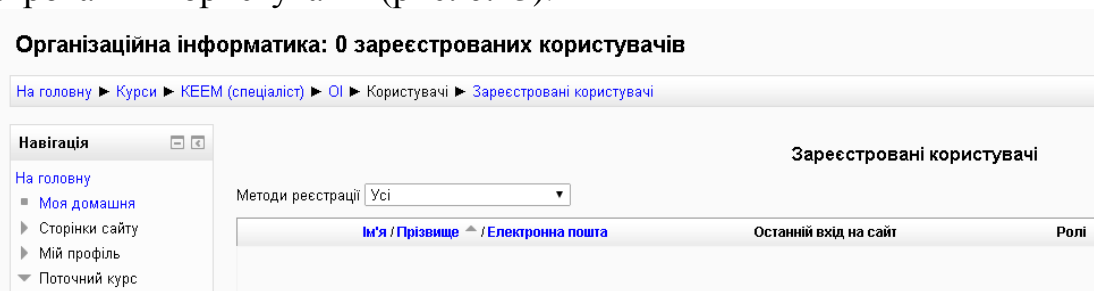 Організаційна інформатика: 0 зареєстрованих користувачів
На головну ► Курси ► КЕЕМ (спеціаліст) ► ОІ ► Користувачі ► Зареєстровані користувачі
Навігація
На головну
Моя домашня
Сторінки сайту
Мій профіль
Поточний курс
Зареєстровані користувачі
Методи реєстрації Усі
Ім'я / Прізвище / Електронна пошта Останній вхід на сайт Ролі